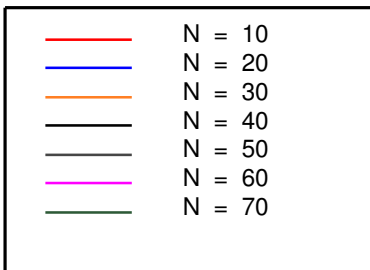 N = 10
N = 20
N = 30
N = 40
N = 50
N = 60
N = 70